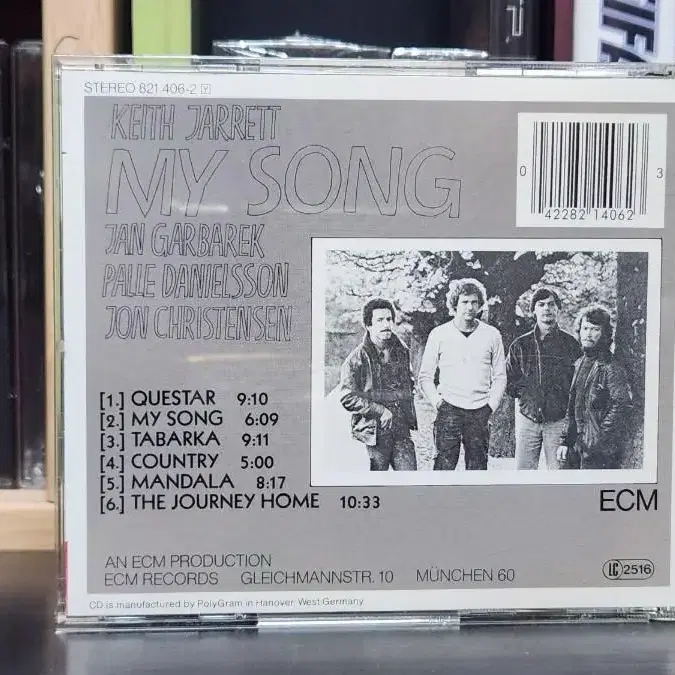 FIFA
STEREO 821 406-2 Y
KEITH JARRETT
MY SONG
JAN GARBAREK
PALLE DANIELSSON
JON CHRISTENSEN
0 42282 14062 3
[1.] QUESTAR 9:10
[2.] MY SONG 6:09
[3.] TABARKA 9:11
[4.] COUNTRY 5:00
[5.] MANDALA 8:17
[6.] THE JOURNEY HOME 10:33
ECM
AN ECM PRODUCTION
ECM RECORDS GLEICHMANNSTR. 10 MÜNCHEN 60
LC 2516
CD is manufactured by PolyGram in Hanover, West Germany